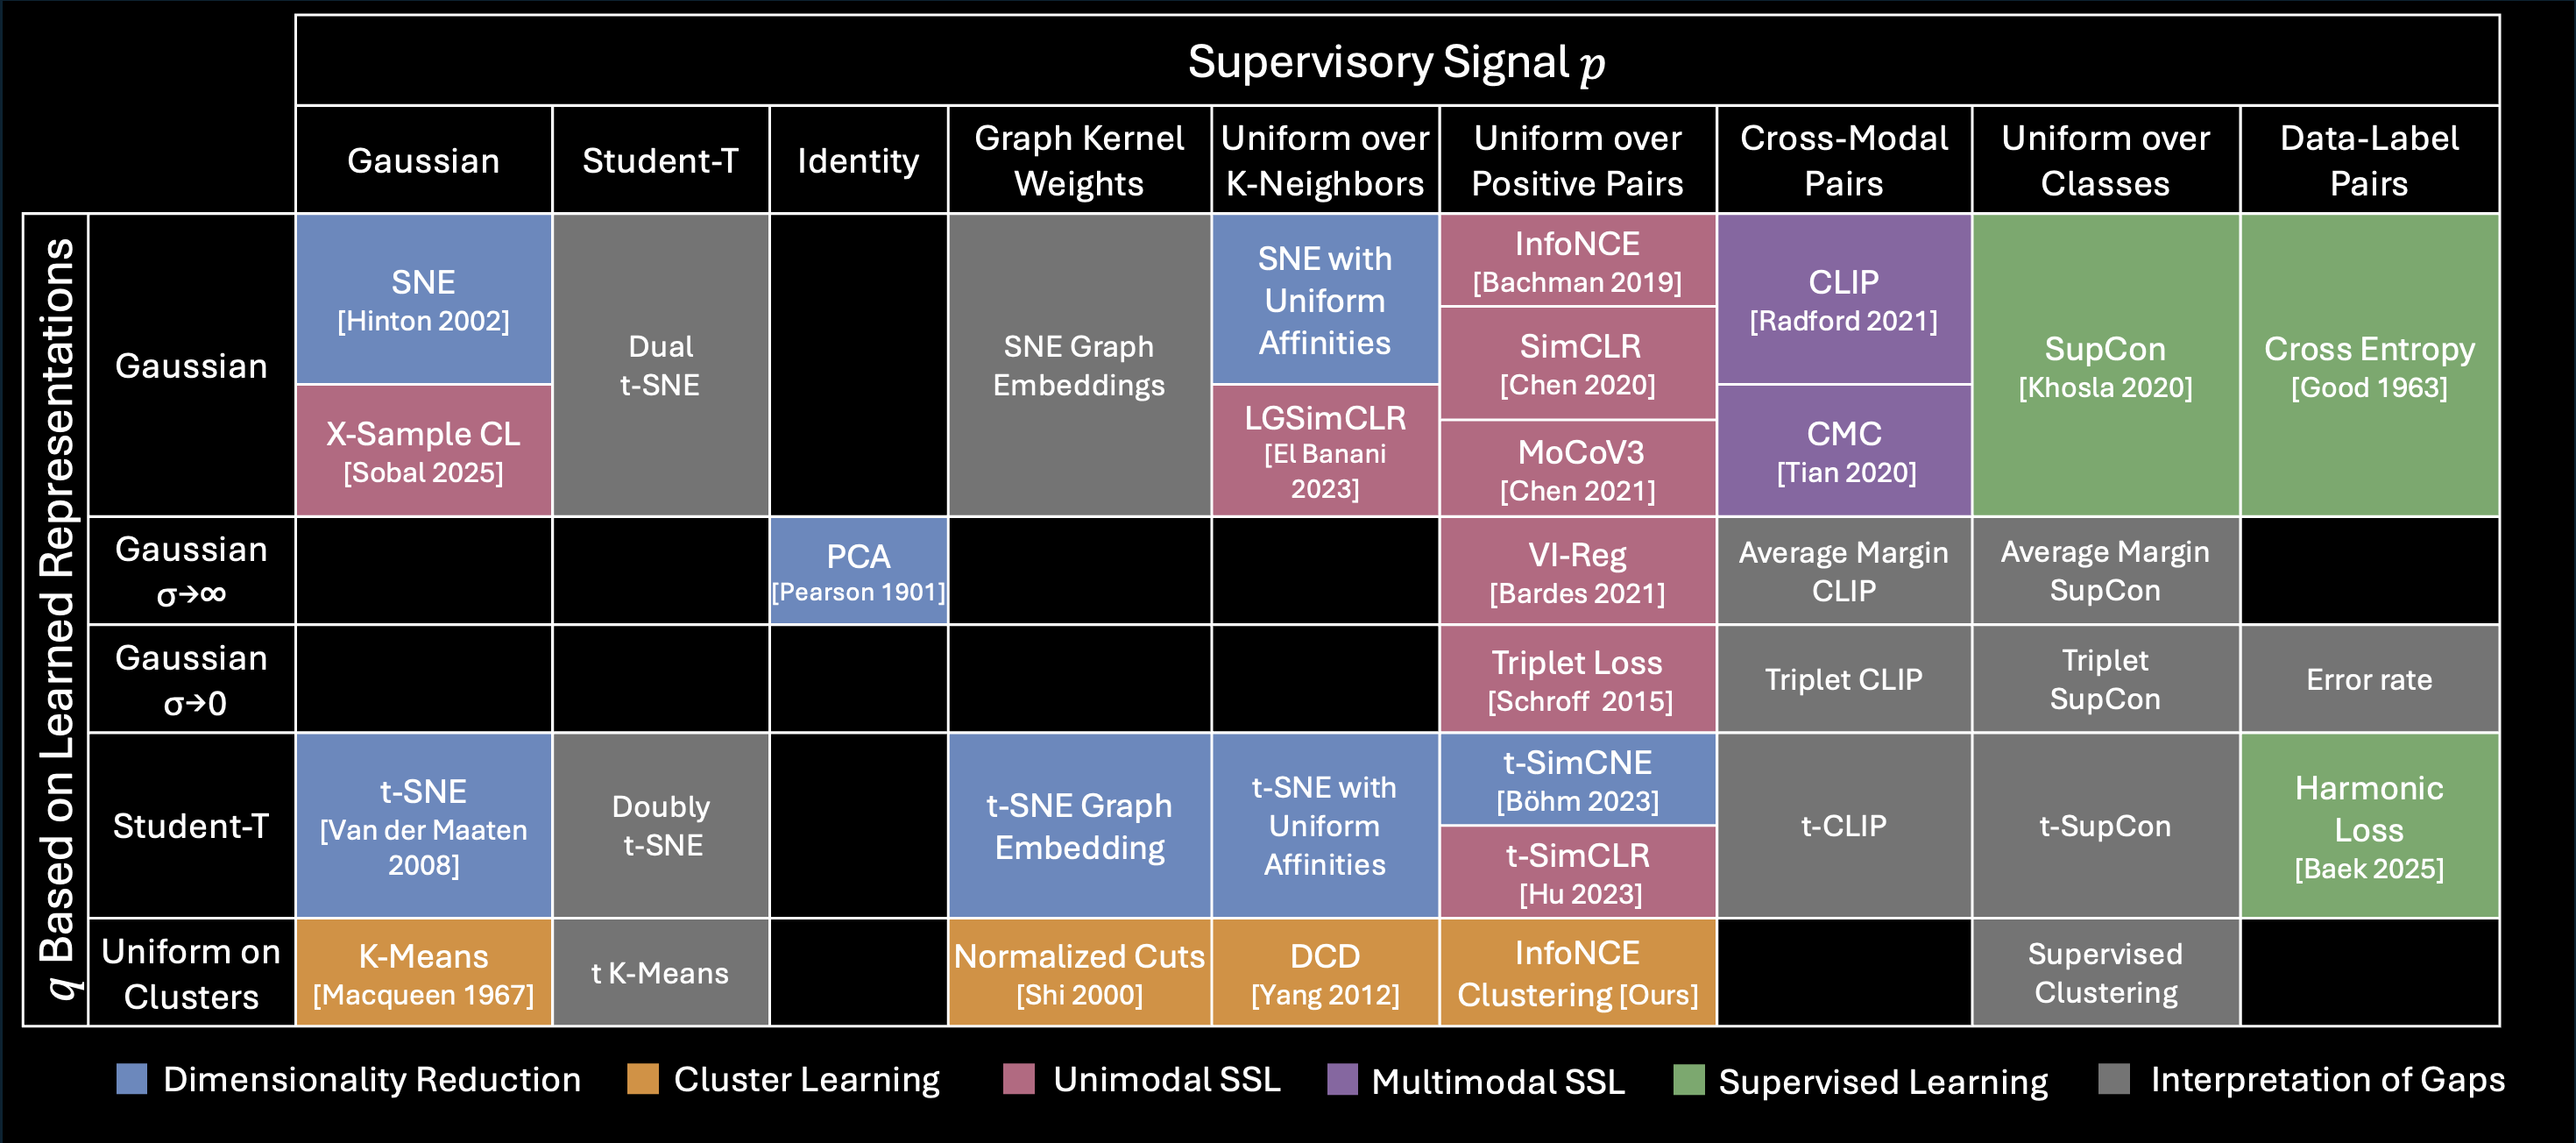 Supervisory Signal p
Gaussian
Student-T
Identity
Graph Kernel
Weights
Uniform over
K-Neighbors
Uniform over
Positive Pairs
Cross-Modal
Pairs
Uniform over
Classes
Data-Label
Pairs
q Based on Learned Representations
Gaussian
SNE
[Hinton 2002]
X-Sample CL
[Sobal 2025]
Dual
t-SNE
SNE Graph
Embeddings
SNE with
Uniform
Affinities
LGSimCLR
[El Banani
2023]
InfoNCE
[Bachman 2019]
SimCLR
[Chen 2020]
MoCoV3
[Chen 2021]
CLIP
[Radford 2021]
CMC
[Tian 2020]
SupCon
[Khosla 2020]
Cross Entropy
[Good 1963]
Gaussian
σ→∞
PCA
[Pearson 1901]
VI-Reg
[Bardes 2021]
Average Margin
CLIP
Average Margin
SupCon
Gaussian
σ→0
Triplet Loss
[Schroff 2015]
Triplet CLIP
Triplet
SupCon
Error rate
Student-T
t-SNE
[Van der Maaten
2008]
Doubly
t-SNE
t-SNE Graph
Embedding
t-SNE with
Uniform
Affinities
t-SimCNE
[Böhm 2023]
t-SimCLR
[Hu 2023]
t-CLIP
t-SupCon
Harmonic
Loss
[Baek 2025]
Uniform on
Clusters
K-Means
[Macqueen 1967]
t K-Means
Normalized Cuts
[Shi 2000]
DCD
[Yang 2012]
InfoNCE
Clustering [Ours]
Supervised
Clustering
Dimensionality Reduction
Cluster Learning
Unimodal SSL
Multimodal SSL
Supervised Learning
Interpretation of Gaps